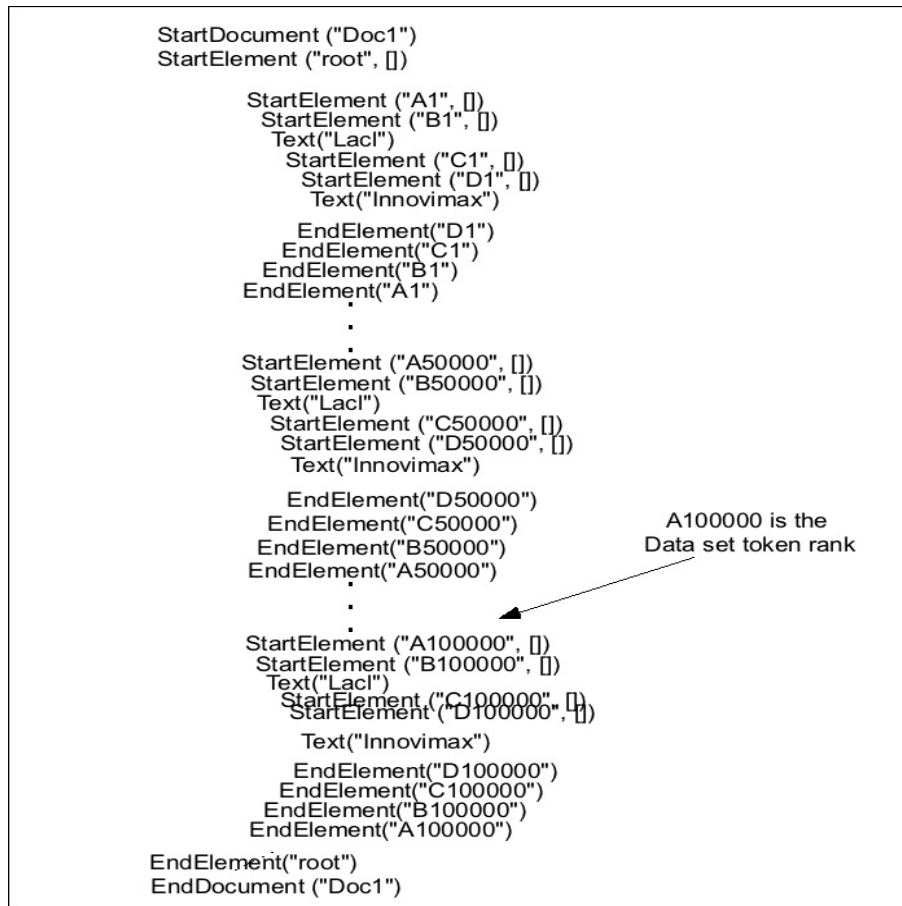 StartDocument ("Doc1")
StartElement ("root", [])
StartElement ("A1", [])
StartElement ("B1", [])
Text("Lacl")
StartElement ("C1", [])
StartElement ("D1", [])
Text("Innovimax")
EndElement("D1")
EndElement("C1")
EndElement("B1")
EndElement("A1")
.
.
.
StartElement ("A50000", [])
StartElement ("B50000", [])
Text("Lacl")
StartElement ("C50000", [])
StartElement ("D50000", [])
Text("Innovimax")
EndElement("D50000")
EndElement("C50000")
EndElement("B50000")
EndElement("A50000")
A100000 is the
Data set token rank
.
.
.
StartElement ("A100000", [])
StartElement ("B100000", [])
Text("Lacl")
StartElement ("C100000", [])
StartElement ("D100000", [])
Text("Innovimax")
EndElement("D100000")
EndElement("C100000")
EndElement("B100000")
EndElement("A100000")
EndElement("root")
EndDocument ("Doc1")